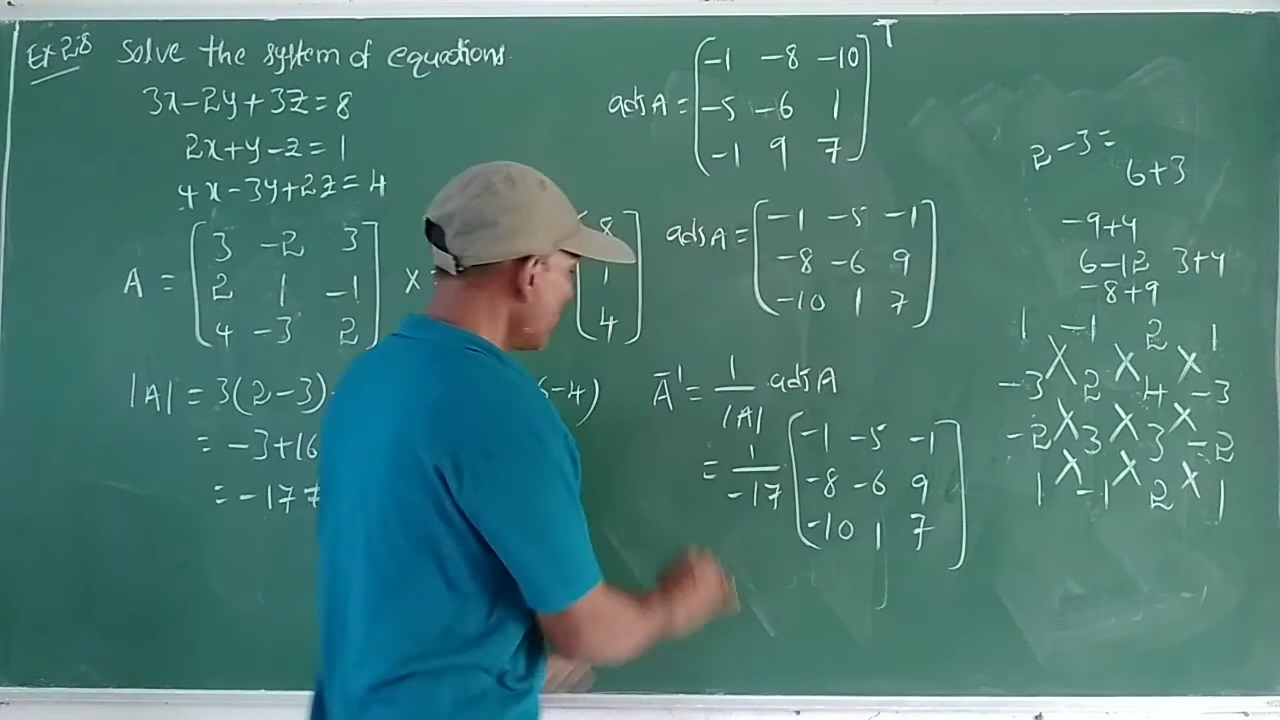 Ex 2.8 Solve the system of equations.
3x-2y+3z=8
2x+y-z=1
4x-3y+2z=4
A = [3 -2 3
2 1 -1
4 -3 2] X
8
1
4]
|A| = 3(2-3)
-4)
= -3+16
= -17 ≠
adj A = [-1 -8 -10
-5 -6 1
-1 9 7]^T
adj A = [-1 -5 -1
-8 -6 9
-10 1 7]
A^-1 = 1/|A| adj A
= 1/-17 [-1 -5 -1
-8 -6 9
-10 1 7]
2-3=
6+3
-9+4
6-12 3+4
-8+9
1 -1 2 1
-3 2 4 -3
-2 3 3 -2
1 -1 2 1